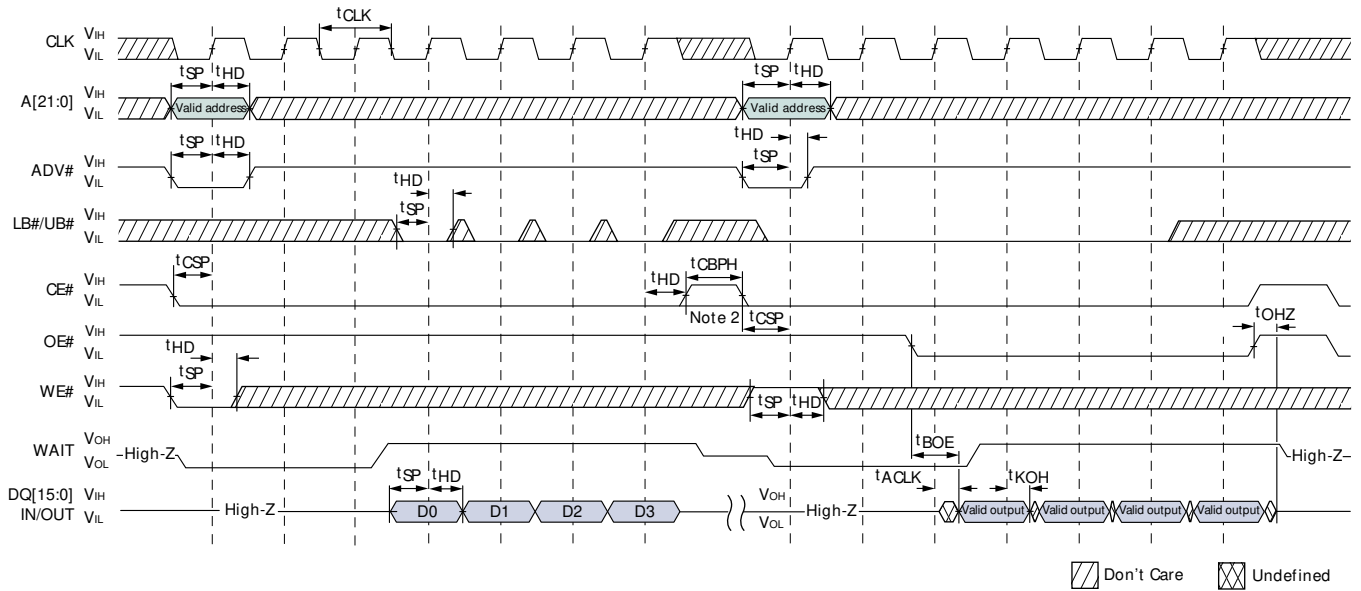 tCLK
CLK VIH
VIL
tSP tHD tSP tHD
A[21:0] VIH
VIL
Valid address Valid address
tSP tHD tHD
tSP
ADV# VIH
VIL
tHD
tSP
LB#/UB# VIH
VIL
tCSP tHD tCBPH
CE# VIH
VIL
Note 2 tCSP
OE# VIH
VIL
tOHZ
tHD
tSP
WE# VIH
VIL
tSP tHD
WAIT VOH
VOL
High-Z tBOE High-Z
tSP tHD tACLK tKOH
DQ[15:0] VIH
IN/OUT VIL
High-Z D0 D1 D2 D3 VOH
VOL High-Z Valid output Valid output Valid output Valid output
Don't Care Undefined